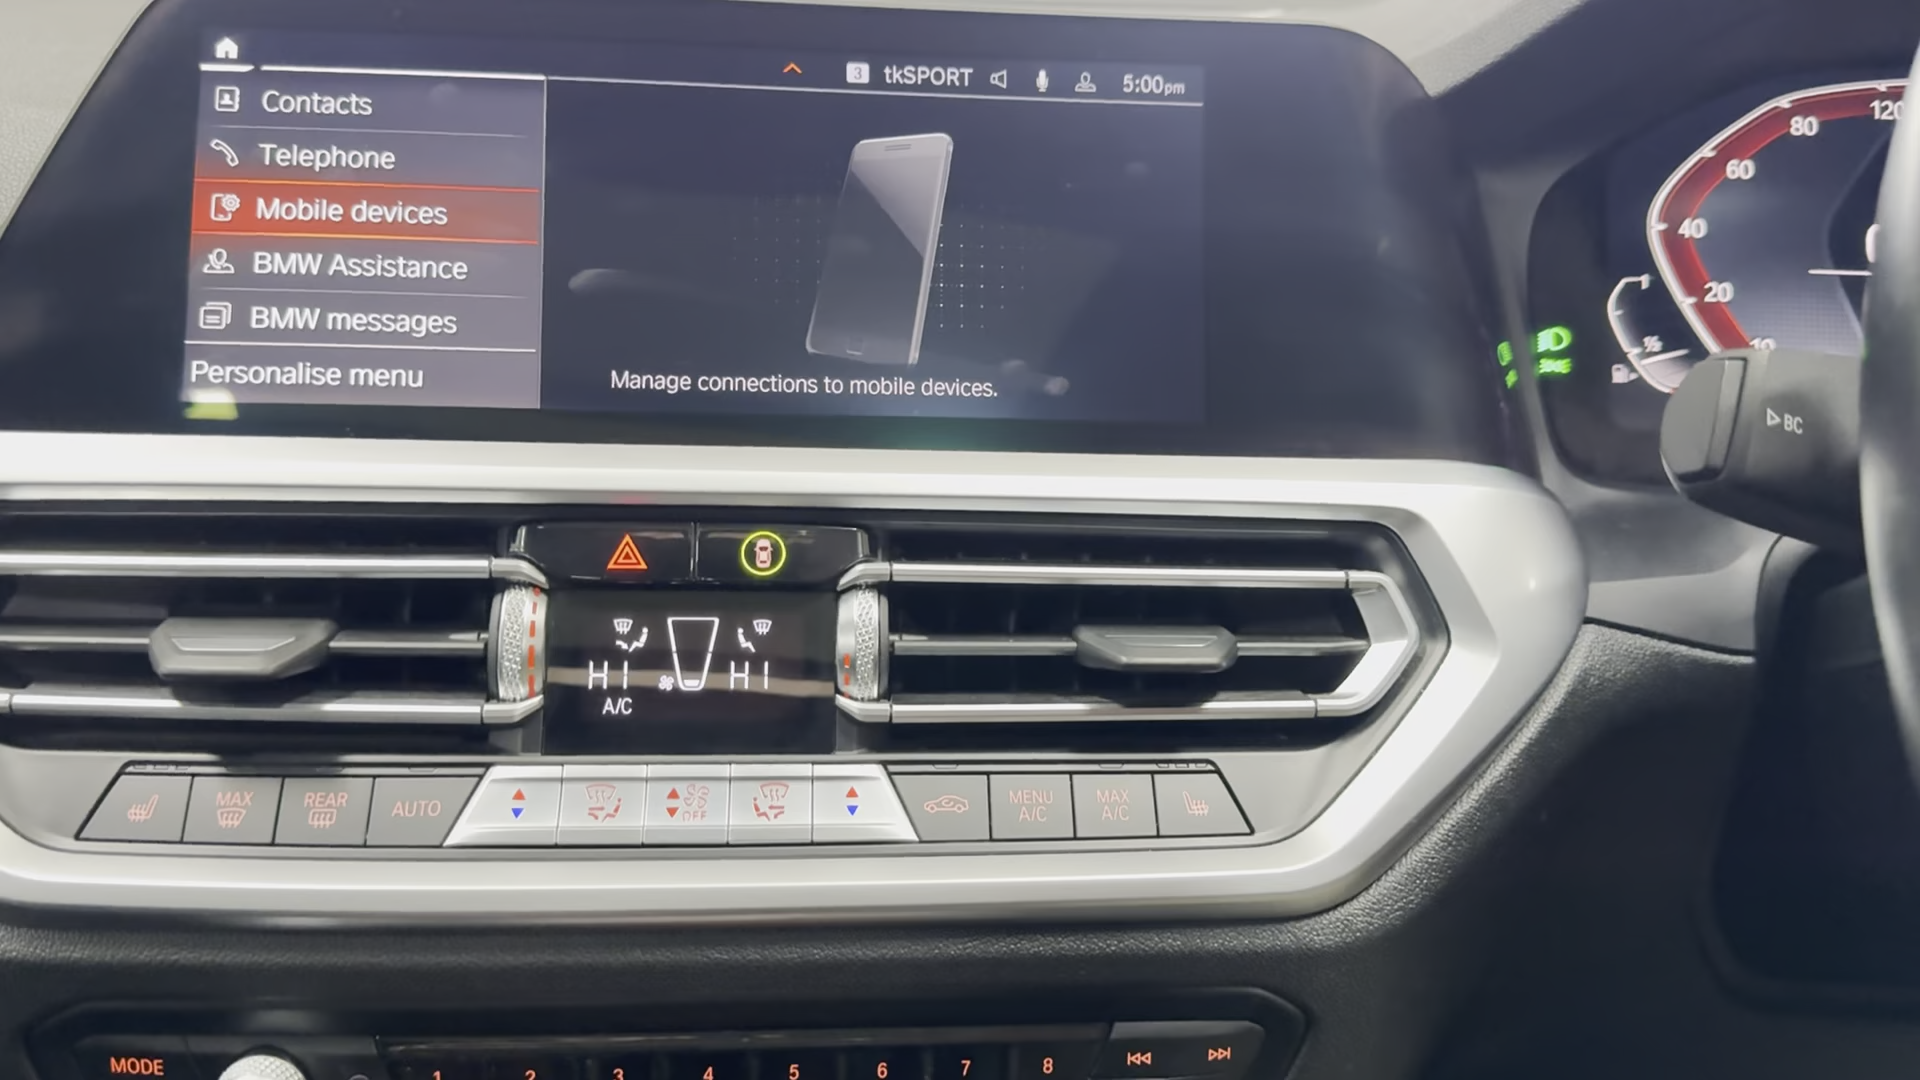 3 tkSPORT 5:00pm
Contacts
Telephone
Mobile devices
BMW Assistance
BMW messages
Personalise menu
Manage connections to mobile devices.
120
80
60
40
20
10
BC
HI HI
A/C
MAX
REAR
AUTO
OFF
MENU
A/C
MAX
A/C
MODE
1 2 3 4 5 6 7 8